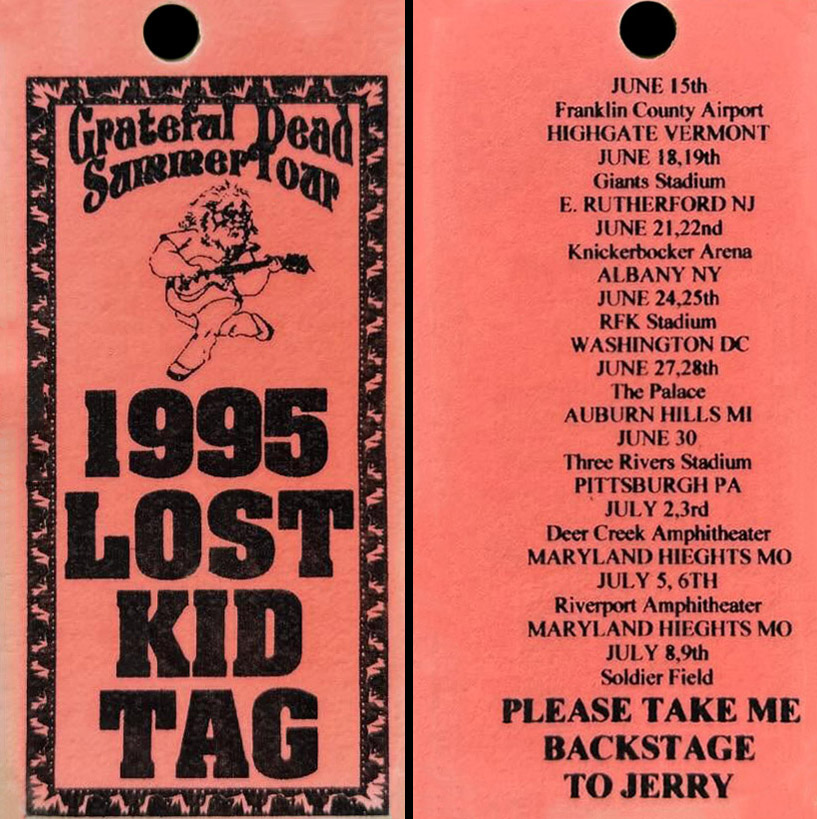 Grateful Dead
Summer Tour
1995
LOST
KID
TAG
JUNE 15th
Franklin County Airport
HIGHGATE VERMONT
JUNE 18,19th
Giants Stadium
E. RUTHERFORD NJ
JUNE 21,22nd
Knickerbocker Arena
ALBANY NY
JUNE 24,25th
RFK Stadium
WASHINGTON DC
JUNE 27,28th
The Palace
AUBURN HILLS MI
JUNE 30
Three Rivers Stadium
PITTSBURGH PA
JULY 2,3rd
Deer Creek Amphitheater
MARYLAND HIEGHTS MO
JULY 5, 6TH
Riverport Amphitheater
MARYLAND HIEGHTS MO
JULY 8,9th
Soldier Field
PLEASE TAKE ME
BACKSTAGE
TO JERRY